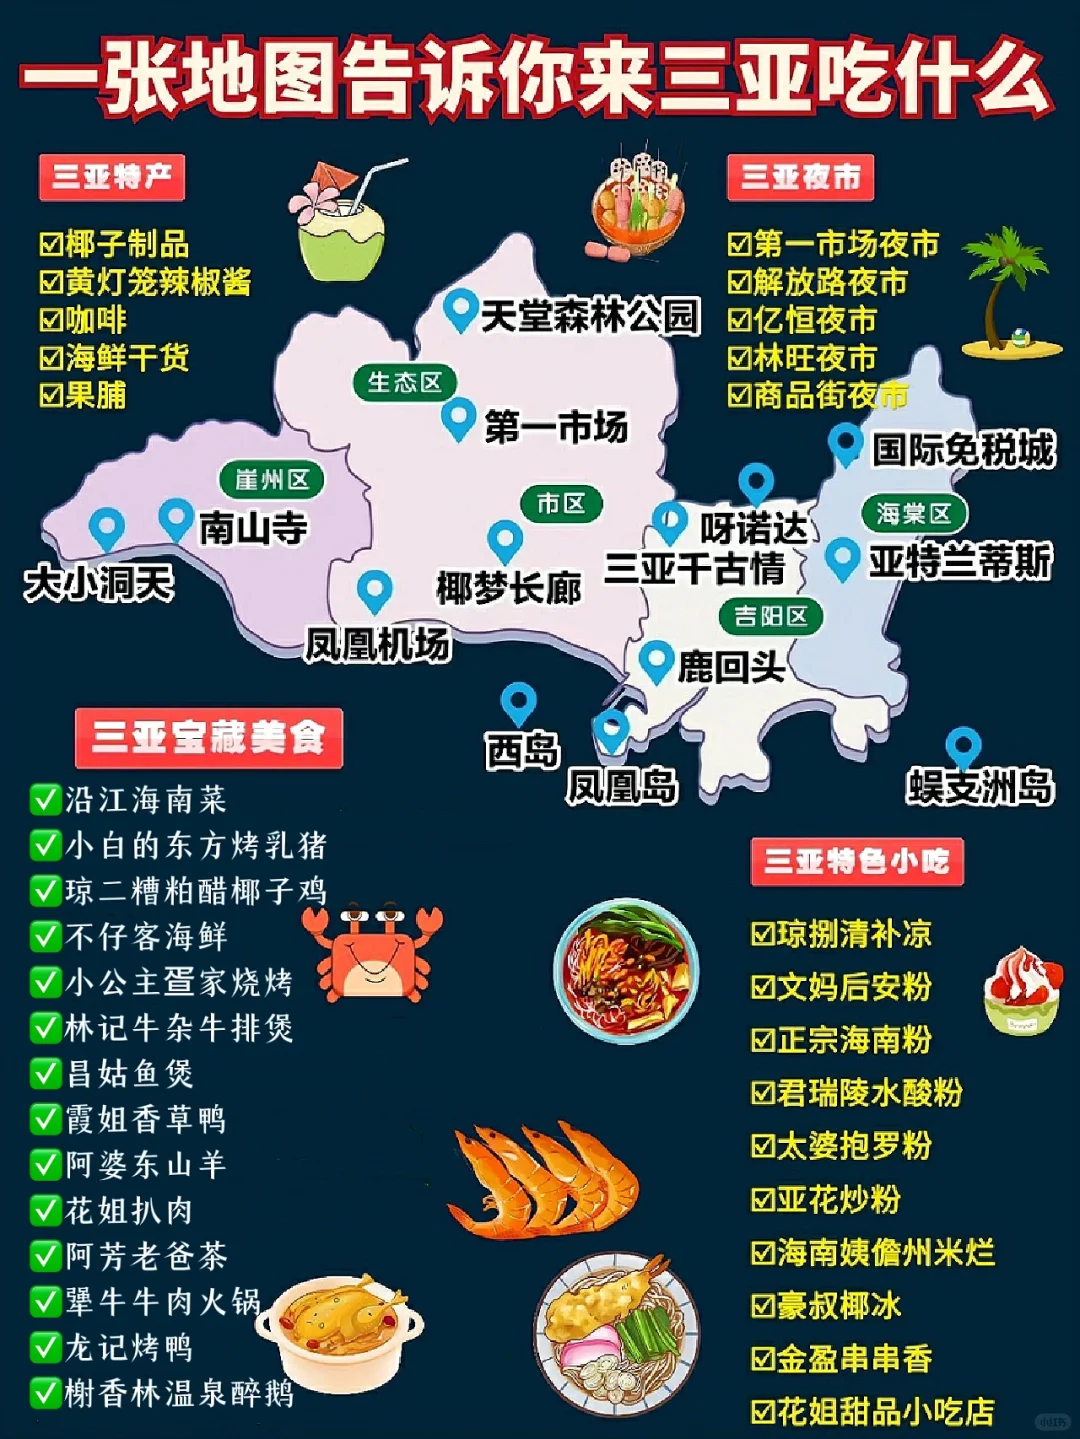 一张地图告诉你来三亚吃什么
三亚特产
☑椰子制品
☑黄灯笼辣椒酱
☑咖啡
☑海鲜干货
☑果脯
三亚夜市
☑第一市场夜市
☑解放路夜市
☑亿恒夜市
☑林旺夜市
☑商品街夜市
天堂森林公园
生态区
第一市场
国际免税城
崖州区
市区
海棠区
南山寺
呀诺达
大小洞天
椰梦长廊
三亚千古情
亚特兰蒂斯
吉阳区
凤凰机场
鹿回头
西岛
凤凰岛
蜈支洲岛
三亚宝藏美食
✅沿江海南菜
✅小白的东方烤乳猪
✅琼二糟粕醋椰子鸡
✅不仔客海鲜
✅小公主疍家烧烤
✅林记牛杂牛排煲
✅昌姑鱼煲
✅霞姐香草鸭
✅阿婆东山羊
✅花姐扒肉
✅阿芳老爸茶
✅犟牛牛肉火锅
✅龙记烤鸭
✅榭香林温泉醉鹅
三亚特色小吃
☑琼捌清补凉
☑文妈后安粉
☑正宗海南粉
☑君瑞陵水酸粉
☑太婆抱罗粉
☑亚花炒粉
☑海南姨儋州米烂
☑豪叔椰冰
☑金盈串串香
☑花姐甜品小吃店
小红书